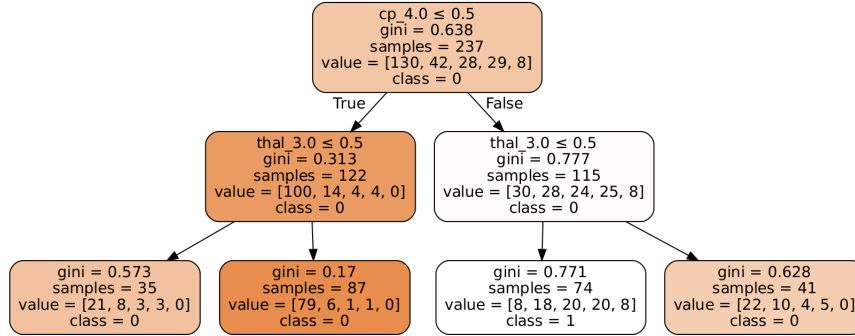 cp_4.0 ≤ 0.5
gini = 0.638
samples = 237
value = [130, 42, 28, 29, 8]
class = 0
True
False
thal_3.0 ≤ 0.5
gini = 0.313
samples = 122
value = [100, 14, 4, 4, 0]
class = 0
thal_3.0 ≤ 0.5
gini = 0.777
samples = 115
value = [30, 28, 24, 25, 8]
class = 0
gini = 0.573
samples = 35
value = [21, 8, 3, 3, 0]
class = 0
gini = 0.17
samples = 87
value = [79, 6, 1, 1, 0]
class = 0
gini = 0.771
samples = 74
value = [8, 18, 20, 20, 8]
class = 1
gini = 0.628
samples = 41
value = [22, 10, 4, 5, 0]
class = 0